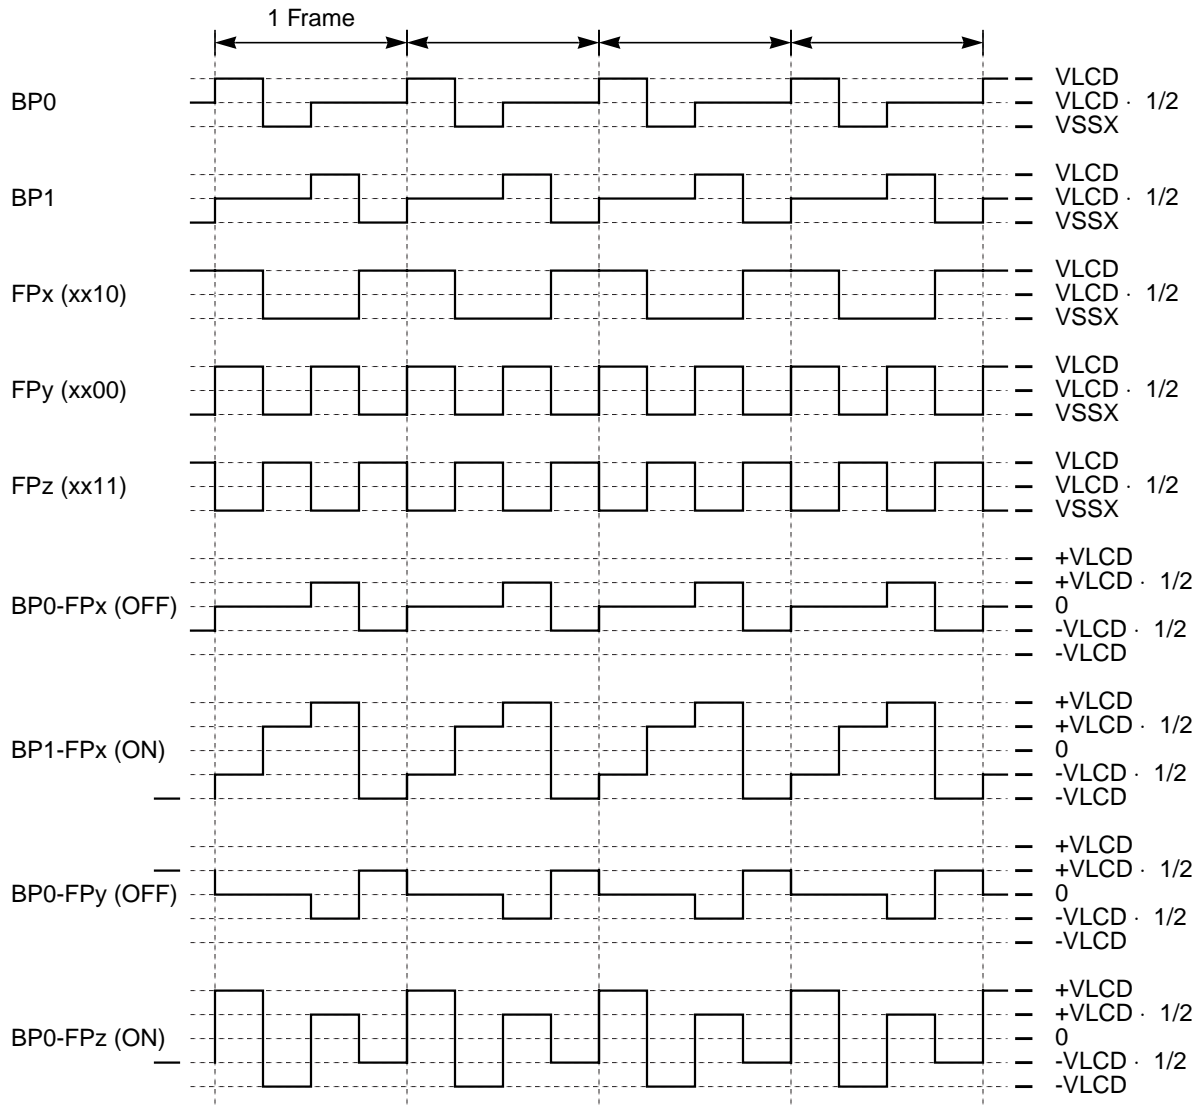 1 Frame
BP0
VLCD
VLCD · 1/2
VSSX
BP1
VLCD
VLCD · 1/2
VSSX
FPx (xx10)
VLCD
VLCD · 1/2
VSSX
FPy (xx00)
VLCD
VLCD · 1/2
VSSX
FPz (xx11)
VLCD
VLCD · 1/2
VSSX
BP0-FPx (OFF)
+VLCD
+VLCD · 1/2
0
-VLCD · 1/2
-VLCD
BP1-FPx (ON)
+VLCD
+VLCD · 1/2
0
-VLCD · 1/2
-VLCD
BP0-FPy (OFF)
+VLCD
+VLCD · 1/2
0
-VLCD · 1/2
-VLCD
BP0-FPz (ON)
+VLCD
+VLCD · 1/2
0
-VLCD · 1/2
-VLCD